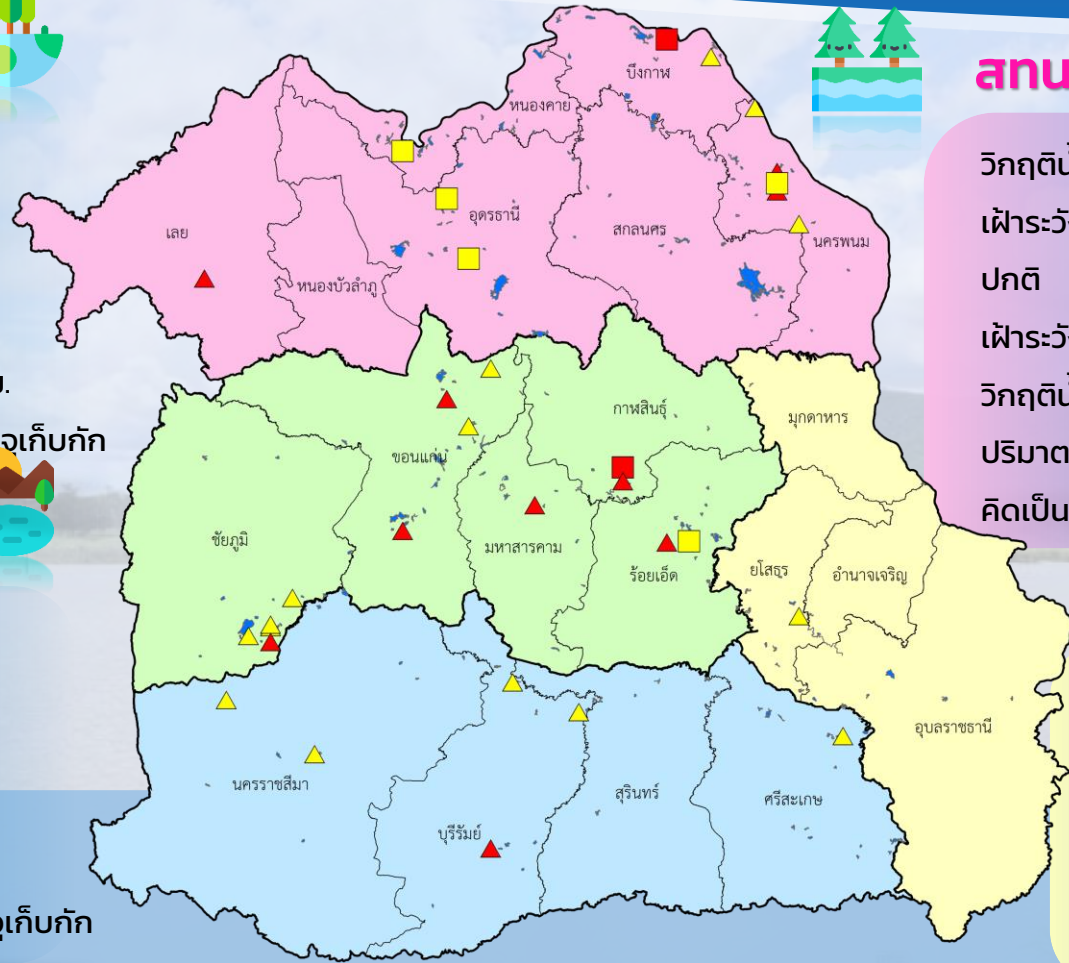 สทน
วิกฤติน้
เฝ้าระวั
ปกติ
เฝ้าระวั
วิกฤติน้
ปริมาต
คิดเป็น
จุเก็บกัก
จุเก็บกัก
บึงกาฬ
หนองคาย
เลย
อุดรธานี
สกลนคร
นครพนม
หนองบัวลำภู
กาฬสินธุ์
มุกดาหาร
ขอนแก่น
ชัยภูมิ
มหาสารคาม
ร้อยเอ็ด
ยโสธร
อำนาจเจริญ
อุบลราชธานี
นครราชสีมา
บุรีรัมย์
สุรินทร์
ศรีสะเกษ